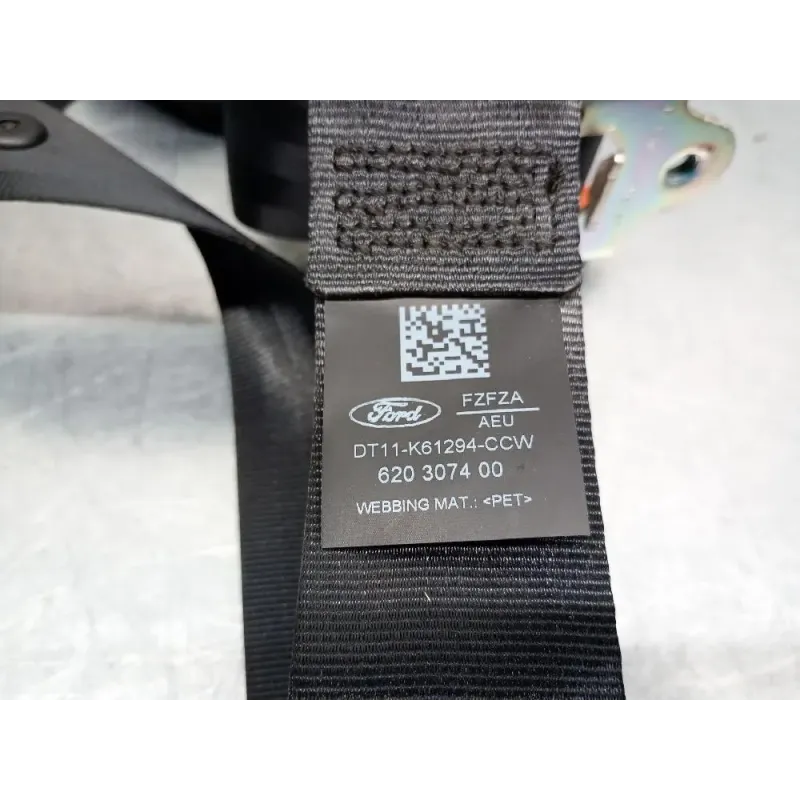 Ford
FZFZA
AEU
DT11-K61294-CCW
620 3074 00
WEBBING MAT.: <PET>